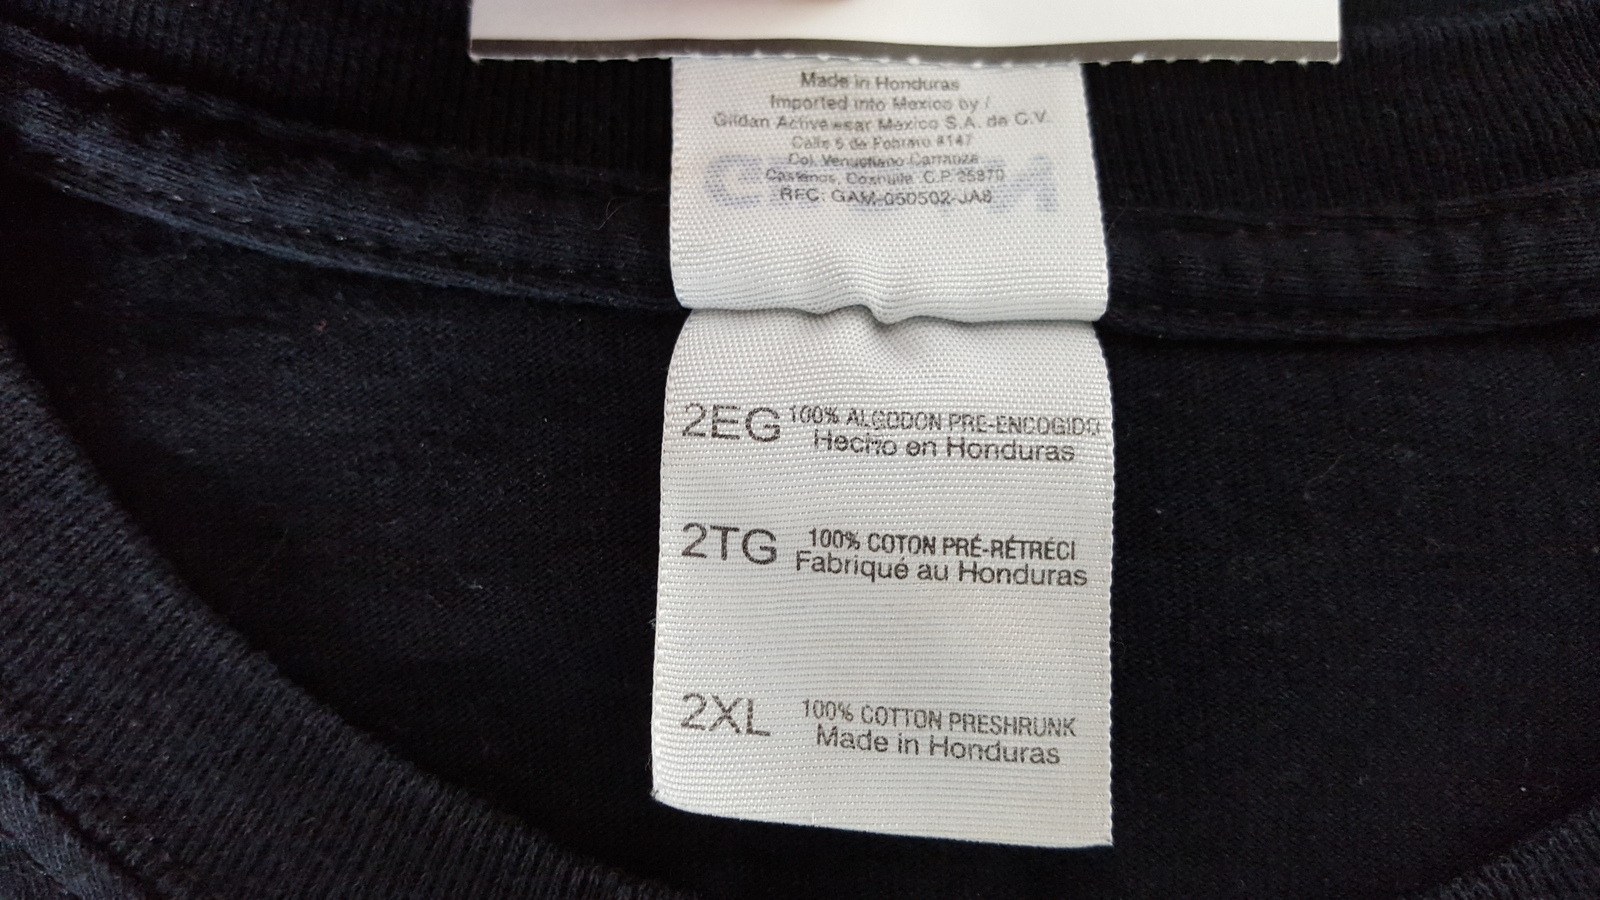 Made in Honduras
Imported into Mexico by /
Gildan Activewear Mexico S.A. de C.V.
Calle 5 de Febrero #147
Col. Venustiano Carranza
Castanos, Coahuila C.P. 25870
RFC: GAM-050502-JA8
2EG 100% ALGODON PRE-ENCOGIDO
Hecho en Honduras
2TG 100% COTON PRÉ-RÉTRÉCI
Fabriqué au Honduras
2XL 100% COTTON PRESHRUNK
Made in Honduras